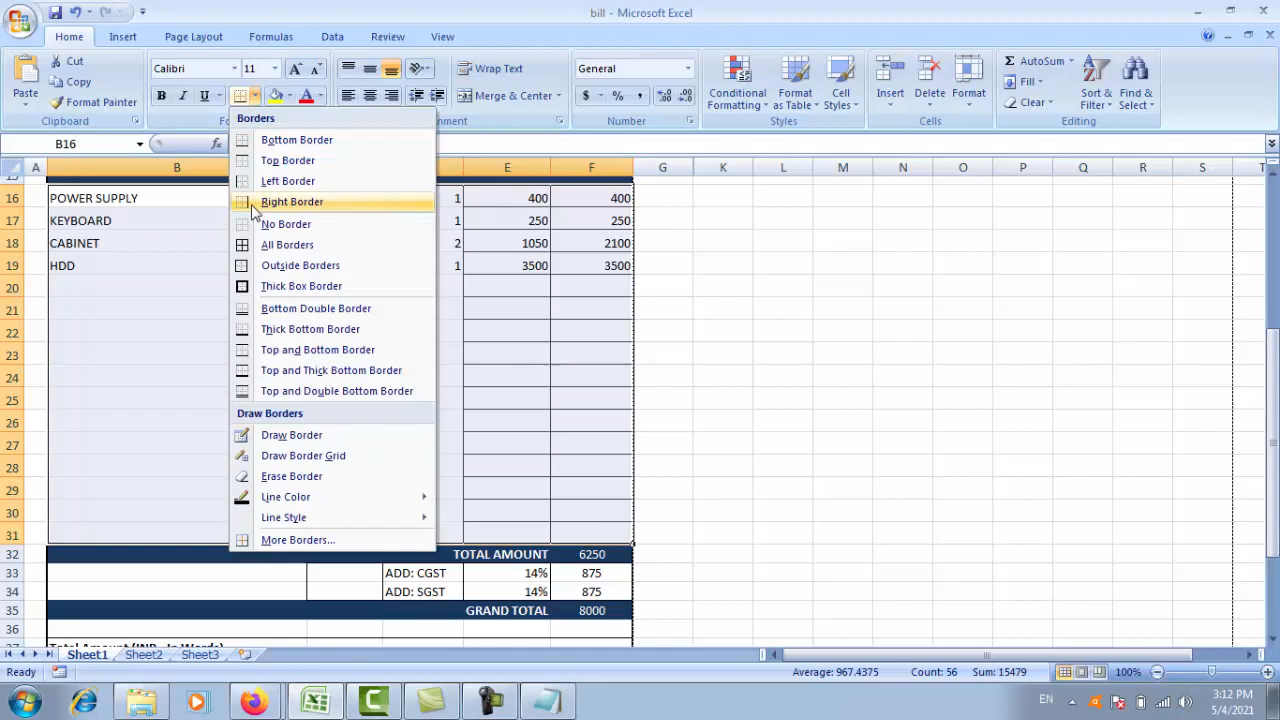 bill - Microsoft Excel
Home Insert Page Layout Formulas Data Review View
Paste
Cut
Copy
Format Painter
Clipboard
Calibri 11
B I U
Wrap Text
Merge & Center
General
$ % ,
Number
Conditional Formatting
Format as Table
Cell Styles
Styles
Insert Delete Format
Cells
Σ AutoSum
Fill
Clear
Sort & Filter
Find & Select
Editing
B16 fx
A B E F G K L M N O P Q R S T
Borders
Bottom Border
Top Border
Left Border
Right Border
No Border
All Borders
Outside Borders
Thick Box Border
Bottom Double Border
Thick Bottom Border
Top and Bottom Border
Top and Thick Bottom Border
Top and Double Bottom Border
Draw Borders
Draw Border
Draw Border Grid
Erase Border
Line Color
Line Style
More Borders...
16 POWER SUPPLY 1 400 400
17 KEYBOARD 1 250 250
18 CABINET 2 1050 2100
19 HDD 1 3500 3500
20
21
22
23
24
25
26
27
28
29
30
31
32 TOTAL AMOUNT 6250
33 ADD: CGST 14% 875
34 ADD: SGST 14% 875
35 GRAND TOTAL 8000
36
Sheet1 Sheet2 Sheet3
Ready Average: 967.4375 Count: 56 Sum: 15479 100%
EN 3:12 PM
5/4/2021